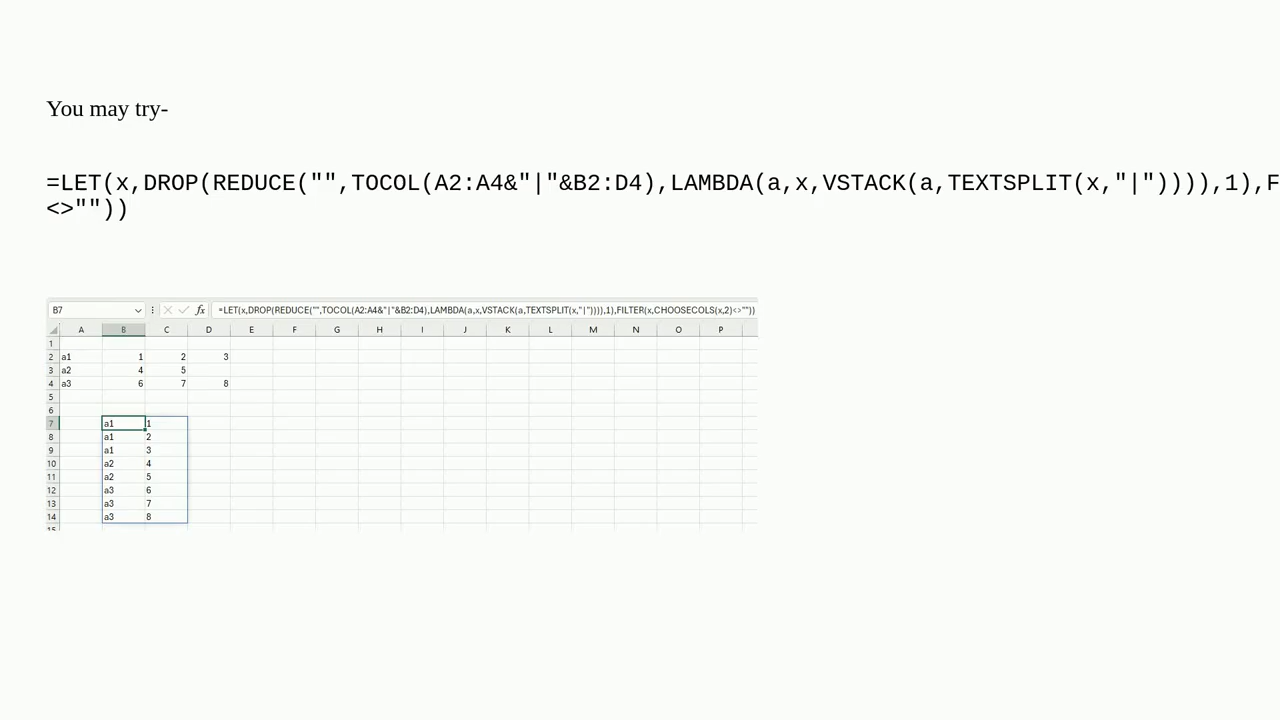 You may try-
=LET(x,DROP(REDUCE("",TOCOL(A2:A4&"|"&B2:D4),LAMBDA(a,x,VSTACK(a,TEXTSPLIT(x,"|")))),1),F
<>""))
B7 fx =LET(x,DROP(REDUCE("",TOCOL(A2:A4&"|"&B2:D4),LAMBDA(a,x,VSTACK(a,TEXTSPLIT(x,"|")))),1),FILTER(x,CHOOSECOLS(x,2)<>""))
A B C D E F G H I J K L M N O P
1
2 a1 1 2 3
3 a2 4 5
4 a3 6 7 8
5
6
7 a1 1
8 a1 2
9 a1 3
10 a2 4
11 a2 5
12 a3 6
13 a3 7
14 a3 8
15